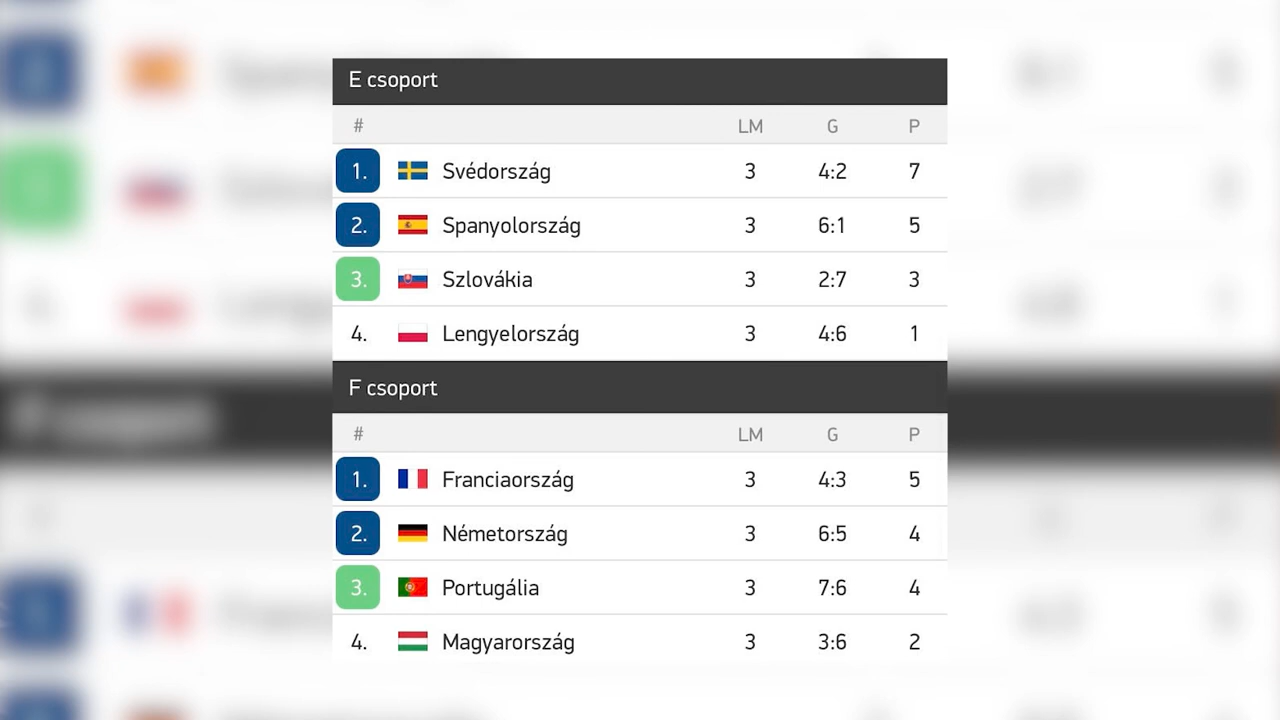 E csoport
# LM G P
1. Svédország 3 4:2 7
2. Spanyolország 3 6:1 5
3. Szlovákia 3 2:7 3
4. Lengyelország 3 4:6 1
F csoport
# LM G P
1. Franciaország 3 4:3 5
2. Németország 3 6:5 4
3. Portugália 3 7:6 4
4. Magyarország 3 3:6 2